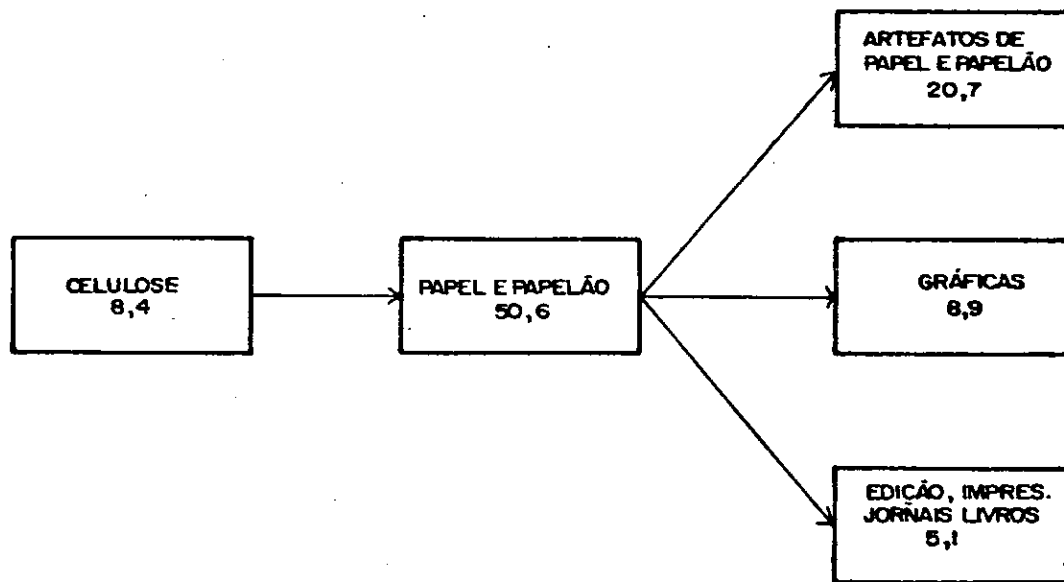 ARTEFATOS DE
PAPEL E PAPELÃO
20,7
CELULOSE
8,4
PAPEL E PAPELÃO
50,6
GRÁFICAS
8,9
EDIÇÃO, IMPRES.
JORNAIS LIVROS
5,1